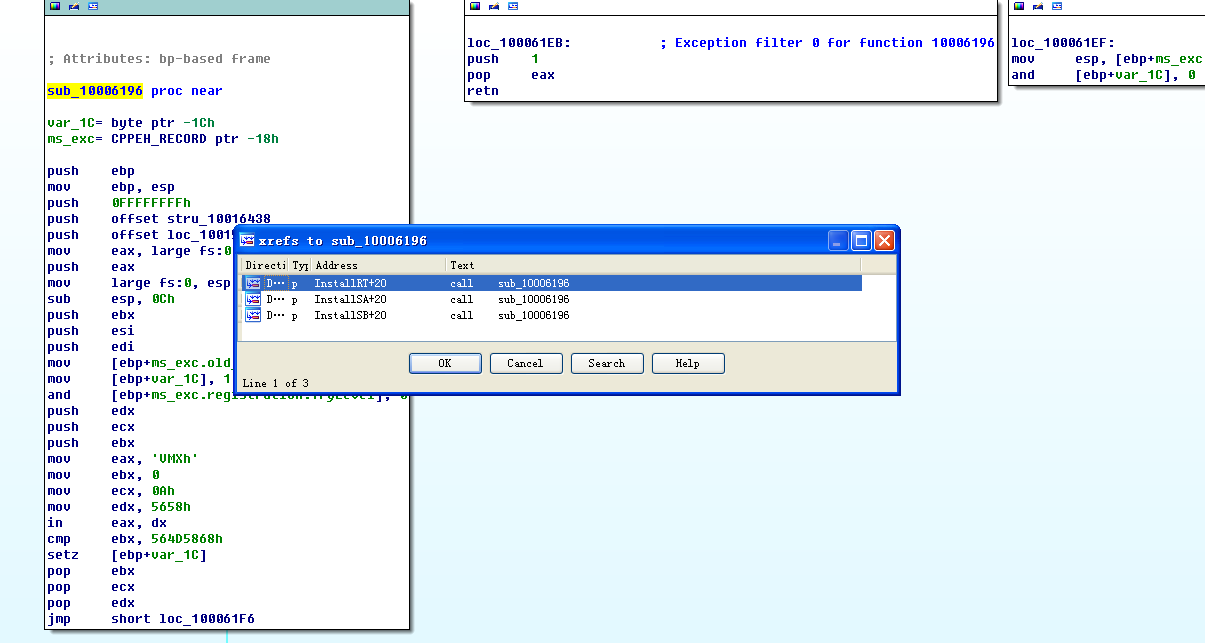 ; Attributes: bp-based frame
sub_10006196 proc near
var_1C= byte ptr -1Ch
ms_exc= CPPEH_RECORD ptr -18h
push ebp
mov ebp, esp
push 0FFFFFFFFh
push offset stru_10016438
push offset loc_1001
mov eax, large fs:0
push eax
mov large fs:0, esp
sub esp, 0Ch
push ebx
push esi
push edi
mov [ebp+ms_exc.old_
mov [ebp+var_1C], 1
and [ebp+ms_exc.registration.TryLevel], 0
push edx
push ecx
push ebx
mov eax, 'VMXh'
mov ebx, 0
mov ecx, 0Ah
mov edx, 5658h
in eax, dx
cmp ebx, 564D5868h
setz [ebp+var_1C]
pop ebx
pop ecx
pop edx
jmp short loc_100061F6
loc_100061EB: ; Exception filter 0 for function 10006196
push 1
pop eax
retn
loc_100061EF:
mov esp, [ebp+ms_exc
and [ebp+var_1C], 0
xrefs to sub_10006196
Directi Typ Address Text
D... p InstallRT+20 call sub_10006196
D... p InstallSA+20 call sub_10006196
D... p InstallSB+20 call sub_10006196
OK Cancel Search Help
Line 1 of 3